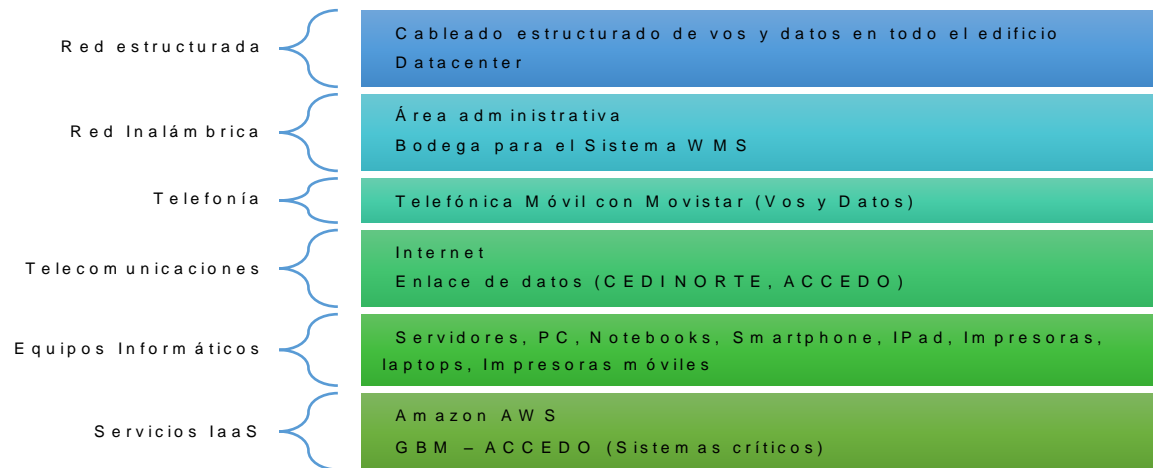 Red estructurada
Cableado estructurado de vos y datos en todo el edificio
Datacenter
Red Inalámbrica
Área administrativa
Bodega para el Sistema WMS
Telefonía
Telefónica Móvil con Movistar (Vos y Datos)
Telecomunicaciones
Internet
Enlace de datos (CEDINORTE, ACCEDO)
Equipos Informáticos
Servidores, PC, Notebooks, Smartphone, IPad, Impresoras,
laptops, Impresoras móviles
Servicios IaaS
Amazon AWS
GBM – ACCEDO (Sistemas críticos)